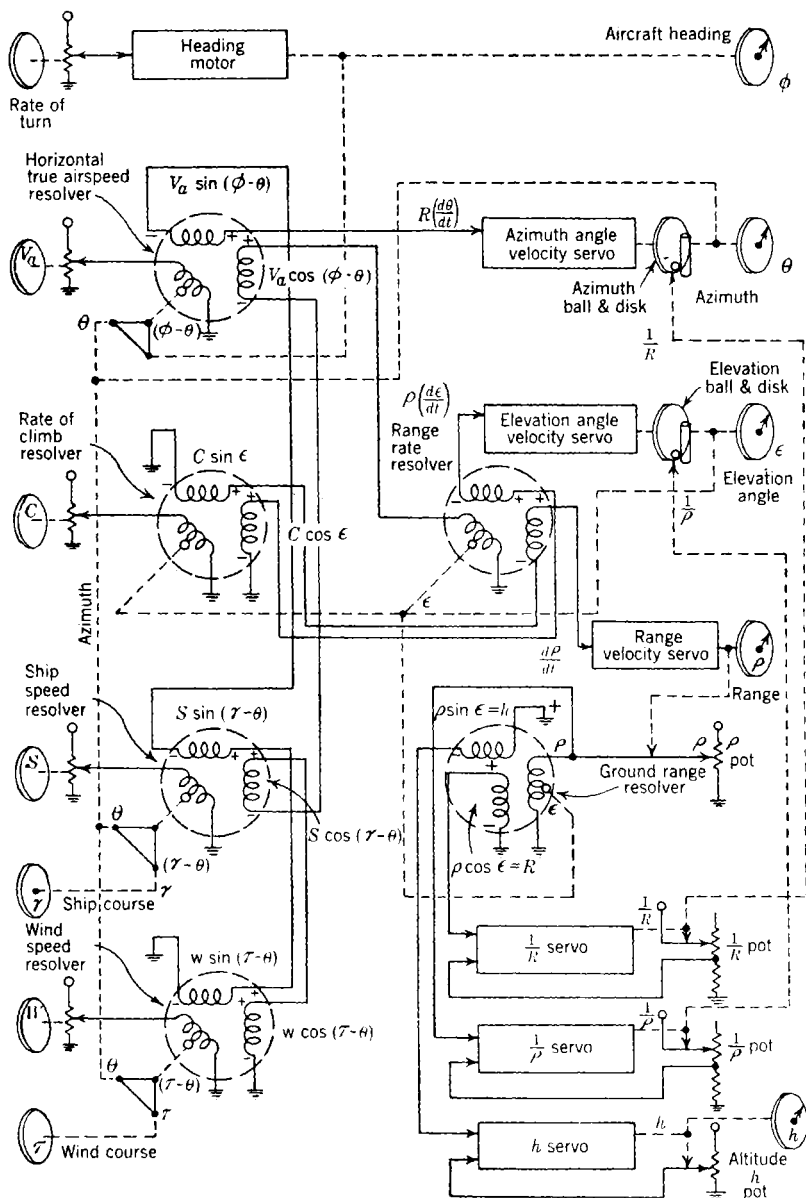 Aircraft heading
Heading motor
ϕ
Rate of turn
Horizontal true airspeed resolver
V_a sin (ϕ-θ)
R(dθ/dt)
Azimuth angle velocity servo
V_a
V_a cos (ϕ-θ)
Azimuth ball & disk
Azimuth
θ
θ
(ϕ-θ)
1/R
Elevation ball & disk
ρ(dε/dt)
Rate of climb resolver
C sin ε
Range rate resolver
Elevation angle velocity servo
ε
Elevation angle
C
1/ρ
C cos ε
ε
Azimuth
Range velocity servo
ρ
dρ/dt
Range
Ship speed resolver
S sin (γ-θ)
ρ sin ε = h
ρ
ρ
ρ pot
S
Ground range resolver
ε
θ
S cos (γ-θ)
(γ-θ)
ρ cos ε = R
γ
γ
Ship course
1/R
Wind speed resolver
1/R servo
1/R pot
w sin (τ-θ)
W
1/ρ
1/ρ servo
1/ρ pot
w cos (τ-θ)
θ
(τ-θ)
τ
h servo
h
h
τ
Wind course
Altitude h pot